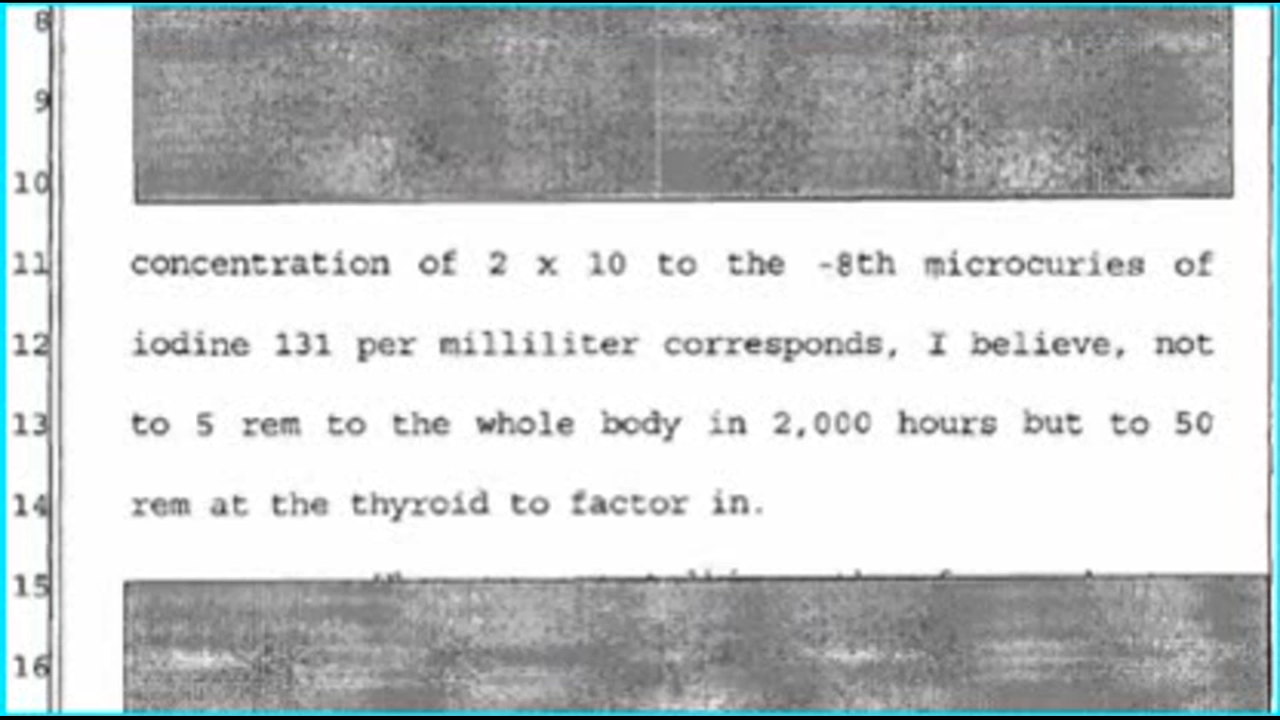 8
9
10
11 concentration of 2 x 10 to the -8th microcuries of
12 iodine 131 per milliliter corresponds, I believe, not
13 to 5 rem to the whole body in 2,000 hours but to 50
14 rem at the thyroid to factor in.
15
16